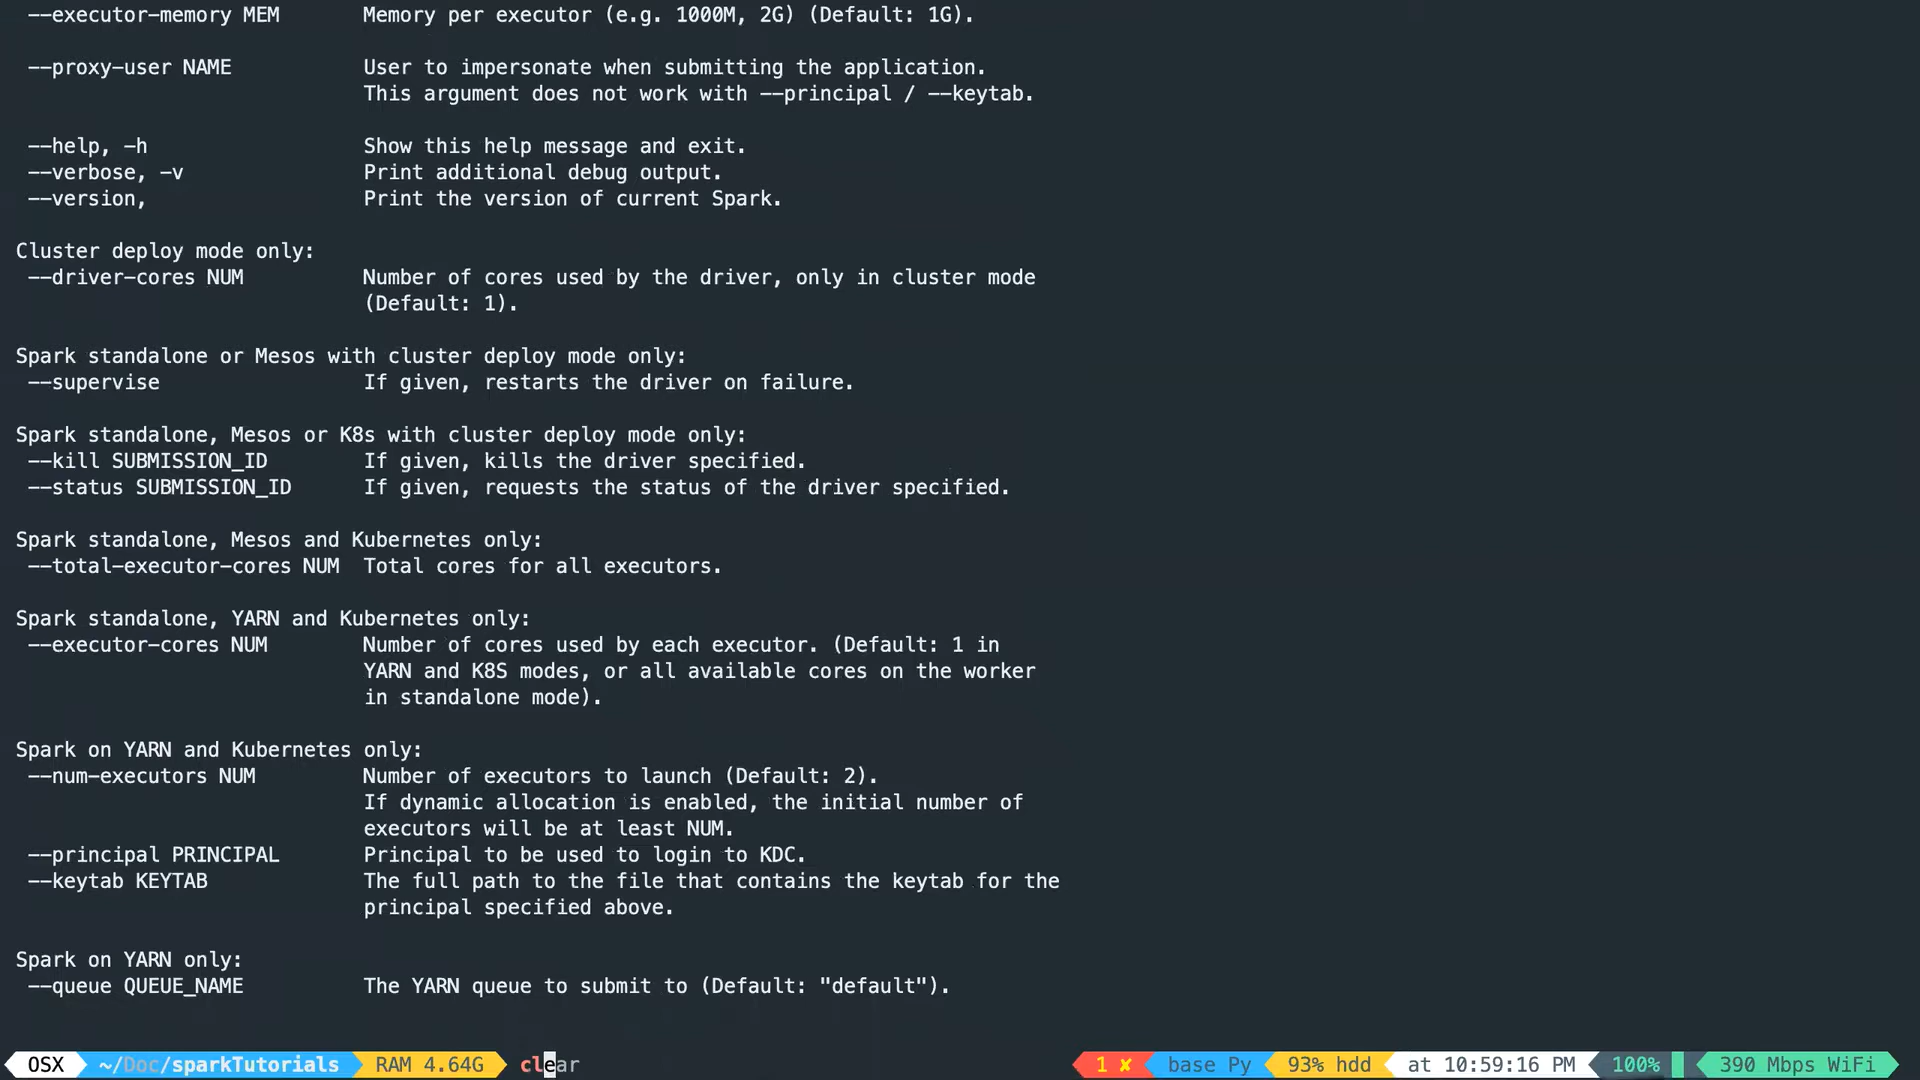 --executor-memory MEM       Memory per executor (e.g. 1000M, 2G) (Default: 1G).
--proxy-user NAME           User to impersonate when submitting the application.
This argument does not work with --principal / --keytab.
--help, -h                  Show this help message and exit.
--verbose, -v               Print additional debug output.
--version,                  Print the version of current Spark.
Cluster deploy mode only:
--driver-cores NUM          Number of cores used by the driver, only in cluster mode
(Default: 1).
Spark standalone or Mesos with cluster deploy mode only:
--supervise                 If given, restarts the driver on failure.
Spark standalone, Mesos or K8s with cluster deploy mode only:
--kill SUBMISSION_ID        If given, kills the driver specified.
--status SUBMISSION_ID      If given, requests the status of the driver specified.
Spark standalone, Mesos and Kubernetes only:
--total-executor-cores NUM  Total cores for all executors.
Spark standalone, YARN and Kubernetes only:
--executor-cores NUM        Number of cores used by each executor. (Default: 1 in
YARN and K8S modes, or all available cores on the worker
in standalone mode).
Spark on YARN and Kubernetes only:
--num-executors NUM         Number of executors to launch (Default: 2).
If dynamic allocation is enabled, the initial number of
executors will be at least NUM.
--principal PRINCIPAL       Principal to be used to login to KDC.
--keytab KEYTAB             The full path to the file that contains the keytab for the
principal specified above.
Spark on YARN only:
--queue QUEUE_NAME          The YARN queue to submit to (Default: "default").
OSX ~/Doc/sparkTutorials RAM 4.64G clear 1 ✘ base Py 93% hdd at 10:59:16 PM 100% 390 Mbps WiFi